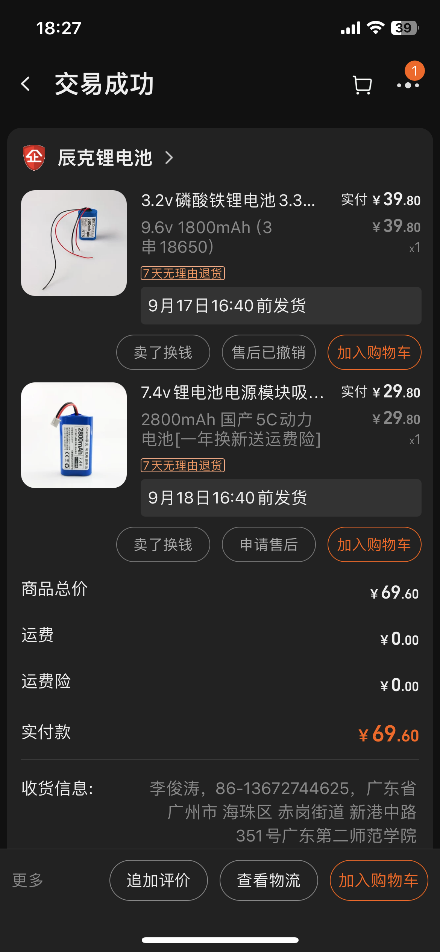 18:27
39
交易成功
1
企
辰克锂电池
3.2v磷酸铁锂电池3.3... 实付 ¥39.80
9.6v 1800mAh (3 ¥39.80
串18650) x1
7天无理由退货
9月17日16:40前发货
卖了换钱 售后已撤销 加入购物车
7.4v锂电池电源模块吸... 实付 ¥29.80
2800mAh 国产5C动力 ¥29.80
电池[一年换新送运费险] x1
7天无理由退货
2800mAh
9月18日16:40前发货
卖了换钱 申请售后 加入购物车
商品总价 ¥69.60
运费 ¥0.00
运费险 ¥0.00
实付款 ¥69.60
收货信息: 李俊涛，86-13672744625，广东省
广州市 海珠区 赤岗街道 新港中路
351号广东第二师范学院
更多 追加评价 查看物流 加入购物车